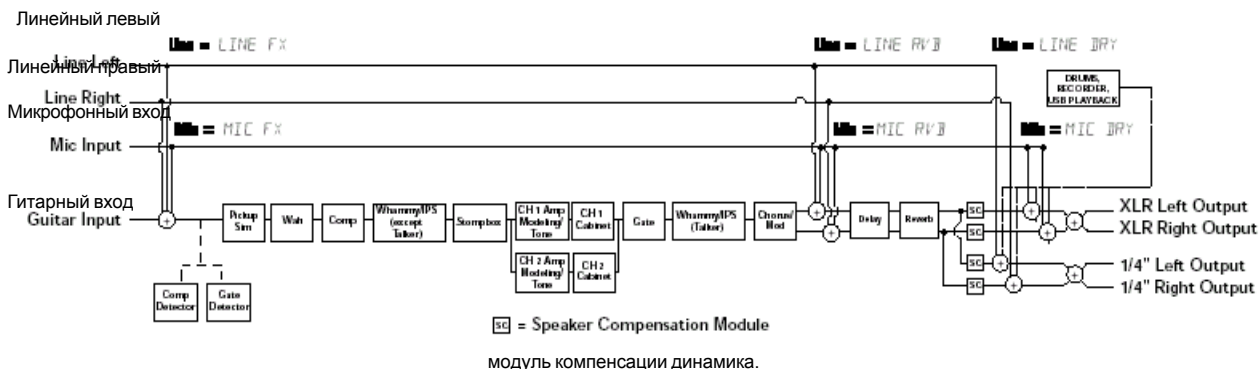 Линейный левый
Line = LINE FX
Line = LINE RVB
Line = LINE DRY
Line Left
Линейный правый
DRUMS,
RECORDER,
USB PLAYBACK
Line Right
Микрофонный вход
Mic = MIC FX
Mic = MIC RVB
Mic = MIC DRY
Mic Input
Гитарный вход
Guitar Input
Pickup
Sim
Wah
Comp
Whammy/IPS
(except
Talker)
Stompbox
CH 1 Amp
Modeling/
Tone
CH 1
Cabinet
CH 2 Amp
Modeling/
Tone
CH 2
Cabinet
Gate
Whammy/IPS
(Talker)
Chorus/
Mod
Delay
Reverb
SC
SC
SC
SC
XLR Left Output
XLR Right Output
1/4" Left Output
1/4" Right Output
Comp
Detector
Gate
Detector
SC = Speaker Compensation Module
модуль компенсации динамика.